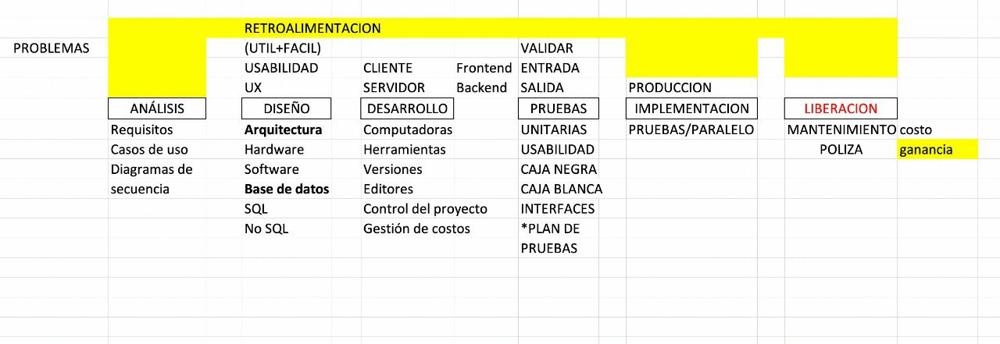 RETROALIMENTACION
PROBLEMAS (UTIL+FACIL) VALIDAR
USABILIDAD CLIENTE Frontend ENTRADA
UX SERVIDOR Backend SALIDA PRODUCCION
ANÁLISIS DISEÑO DESARROLLO PRUEBAS IMPLEMENTACION LIBERACION
Requisitos Arquitectura Computadoras UNITARIAS PRUEBAS/PARALELO MANTENIMIENTO costo
Casos de uso Hardware Herramientas USABILIDAD POLIZA ganancia
Diagramas de Software Versiones CAJA NEGRA
secuencia Base de datos Editores CAJA BLANCA
SQL Control del proyecto INTERFACES
No SQL Gestión de costos *PLAN DE
PRUEBAS